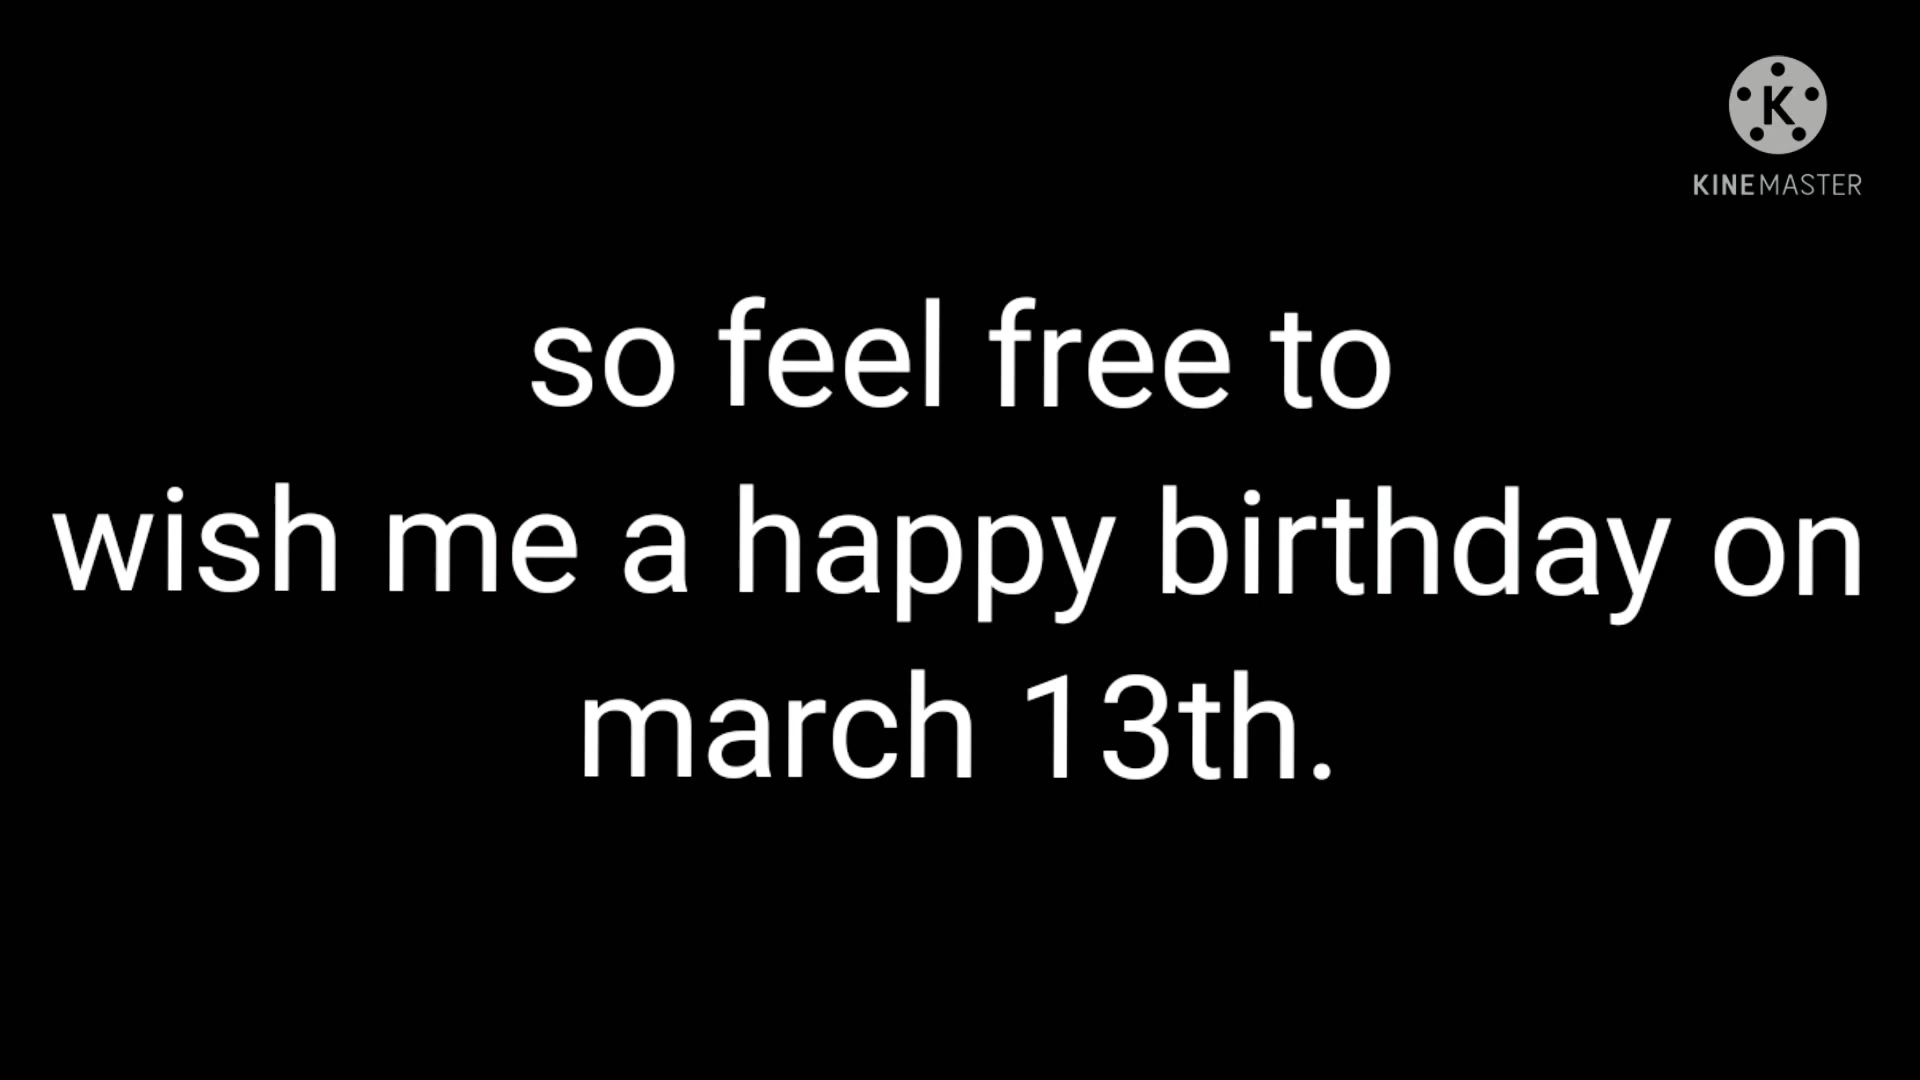 K
KINEMASTER
so feel free to
wish me a happy birthday on
march 13th.